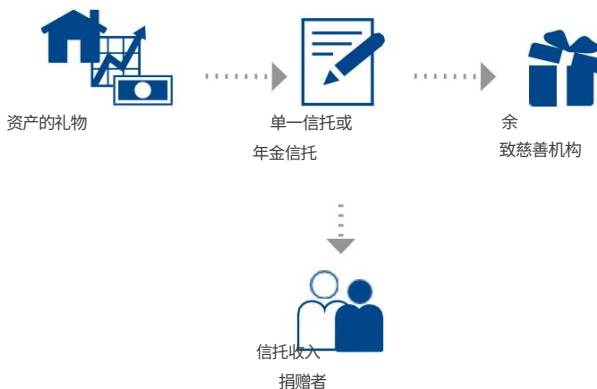 资产的礼物
单一信托或
年金信托
余
致慈善机构
信托收入
捐赠者